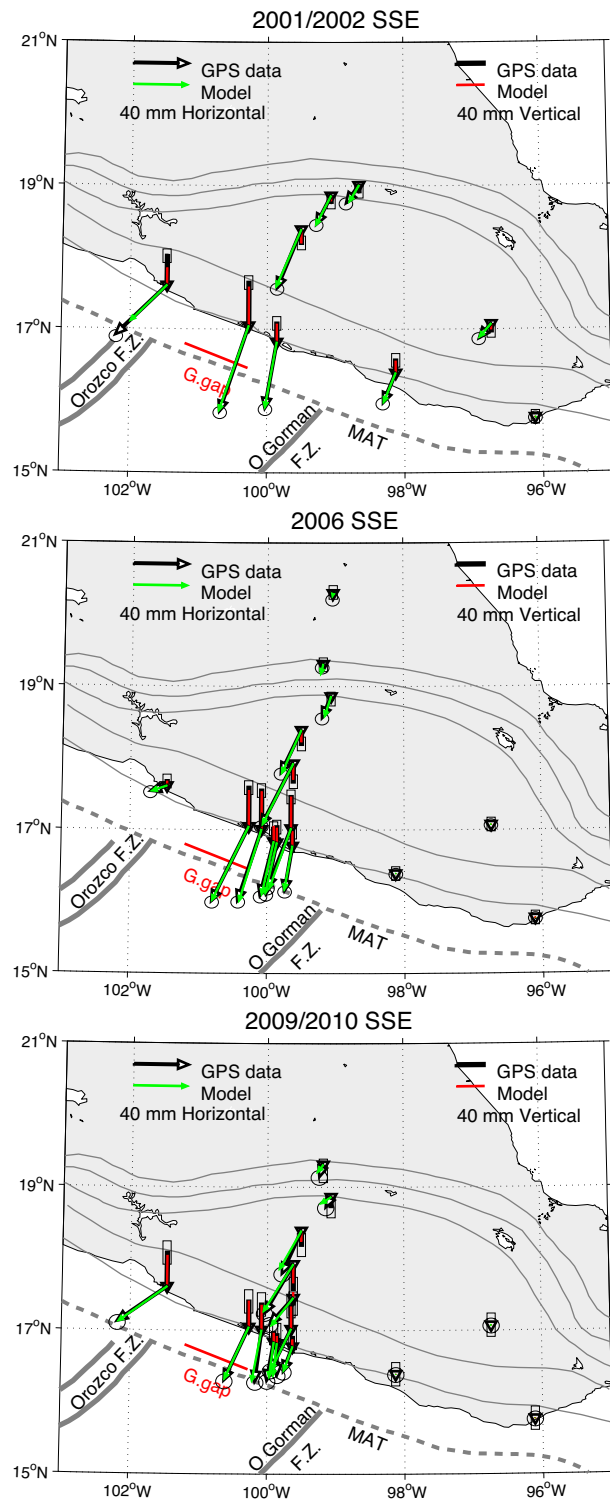 2001/2002 SSE
21°N
GPS data
Model
40 mm Horizontal
GPS data
Model
40 mm Vertical
19°N
17°N
Orozco F.Z.
G.gap
O Gorman
F.Z.
MAT
15°N
102°W
100°W
98°W
96°W
2006 SSE
21°N
GPS data
Model
40 mm Horizontal
GPS data
Model
40 mm Vertical
19°N
17°N
Orozco F.Z.
G.gap
O Gorman
F.Z.
MAT
15°N
102°W
100°W
98°W
96°W
2009/2010 SSE
21°N
GPS data
Model
40 mm Horizontal
GPS data
Model
40 mm Vertical
19°N
17°N
Orozco F.Z.
G.gap
O Gorman
F.Z.
MAT
15°N
102°W
100°W
98°W
96°W